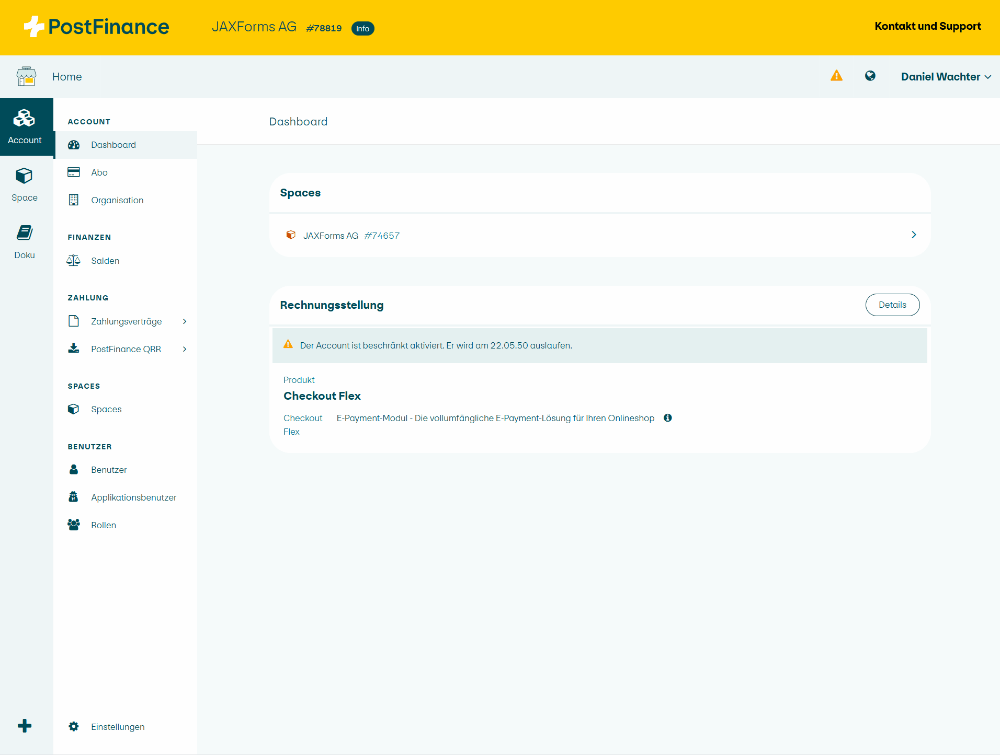 PostFinance
JAXForms AG #78819 Info
Kontakt und Support
Home
Daniel Wachter
Account
Space
Doku
ACCOUNT
Dashboard
Abo
Organisation
FINANZEN
Salden
ZAHLUNG
Zahlungsverträge
PostFinance QRR
SPACES
Spaces
BENUTZER
Benutzer
Applikationsbenutzer
Rollen
Einstellungen
Dashboard
Spaces
JAXForms AG #74657
Rechnungsstellung
Details
Der Account ist beschränkt aktiviert. Er wird am 22.05.50 auslaufen.
Produkt
Checkout Flex
Checkout Flex
E-Payment-Modul - Die vollumfängliche E-Payment-Lösung für Ihren Onlineshop